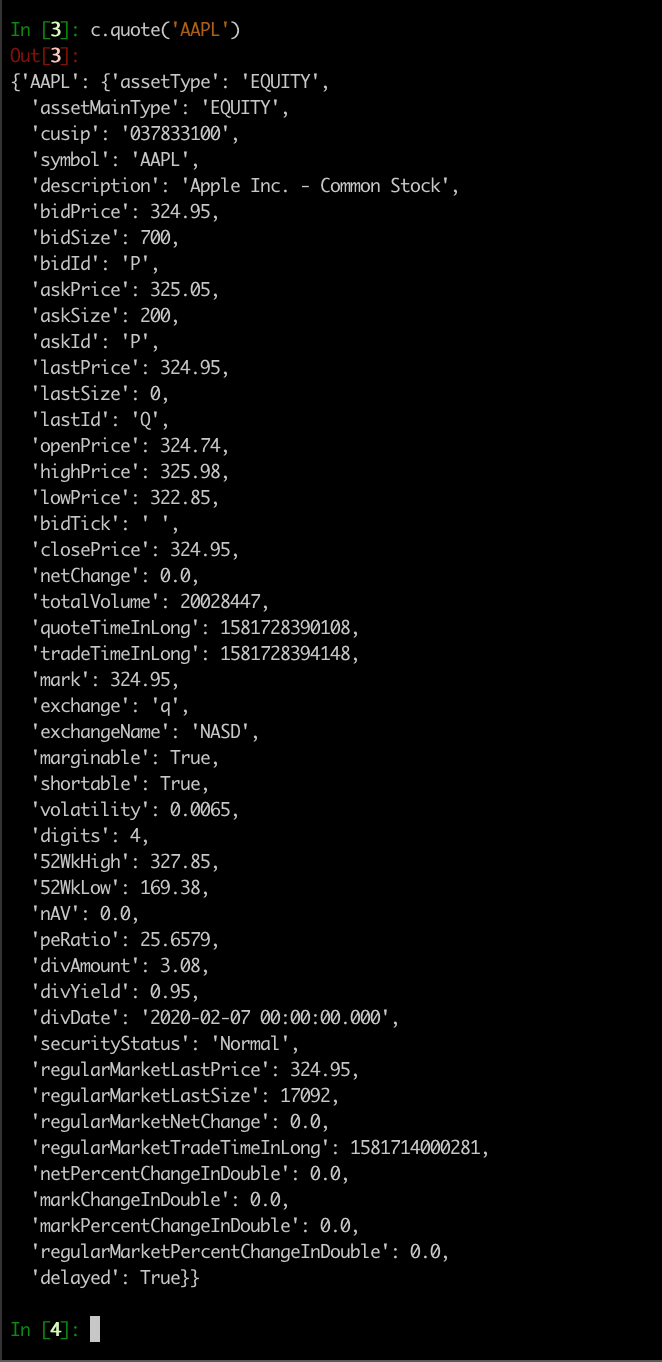 In [3]: c.quote('AAPL')
Out[3]:
{'AAPL': {'assetType': 'EQUITY',
  'assetMainType': 'EQUITY',
  'cusip': '037833100',
  'symbol': 'AAPL',
  'description': 'Apple Inc. - Common Stock',
  'bidPrice': 324.95,
  'bidSize': 700,
  'bidId': 'P',
  'askPrice': 325.05,
  'askSize': 200,
  'askId': 'P',
  'lastPrice': 324.95,
  'lastSize': 0,
  'lastId': 'Q',
  'openPrice': 324.74,
  'highPrice': 325.98,
  'lowPrice': 322.85,
  'bidTick': ' ',
  'closePrice': 324.95,
  'netChange': 0.0,
  'totalVolume': 20028447,
  'quoteTimeInLong': 1581728390108,
  'tradeTimeInLong': 1581728394148,
  'mark': 324.95,
  'exchange': 'q',
  'exchangeName': 'NASD',
  'marginable': True,
  'shortable': True,
  'volatility': 0.0065,
  'digits': 4,
  '52WkHigh': 327.85,
  '52WkLow': 169.38,
  'nAV': 0.0,
  'peRatio': 25.6579,
  'divAmount': 3.08,
  'divYield': 0.95,
  'divDate': '2020-02-07 00:00:00.000',
  'securityStatus': 'Normal',
  'regularMarketLastPrice': 324.95,
  'regularMarketLastSize': 17092,
  'regularMarketNetChange': 0.0,
  'regularMarketTradeTimeInLong': 1581714000281,
  'netPercentChangeInDouble': 0.0,
  'markChangeInDouble': 0.0,
  'markPercentChangeInDouble': 0.0,
  'regularMarketPercentChangeInDouble': 0.0,
  'delayed': True}}
In [4]: